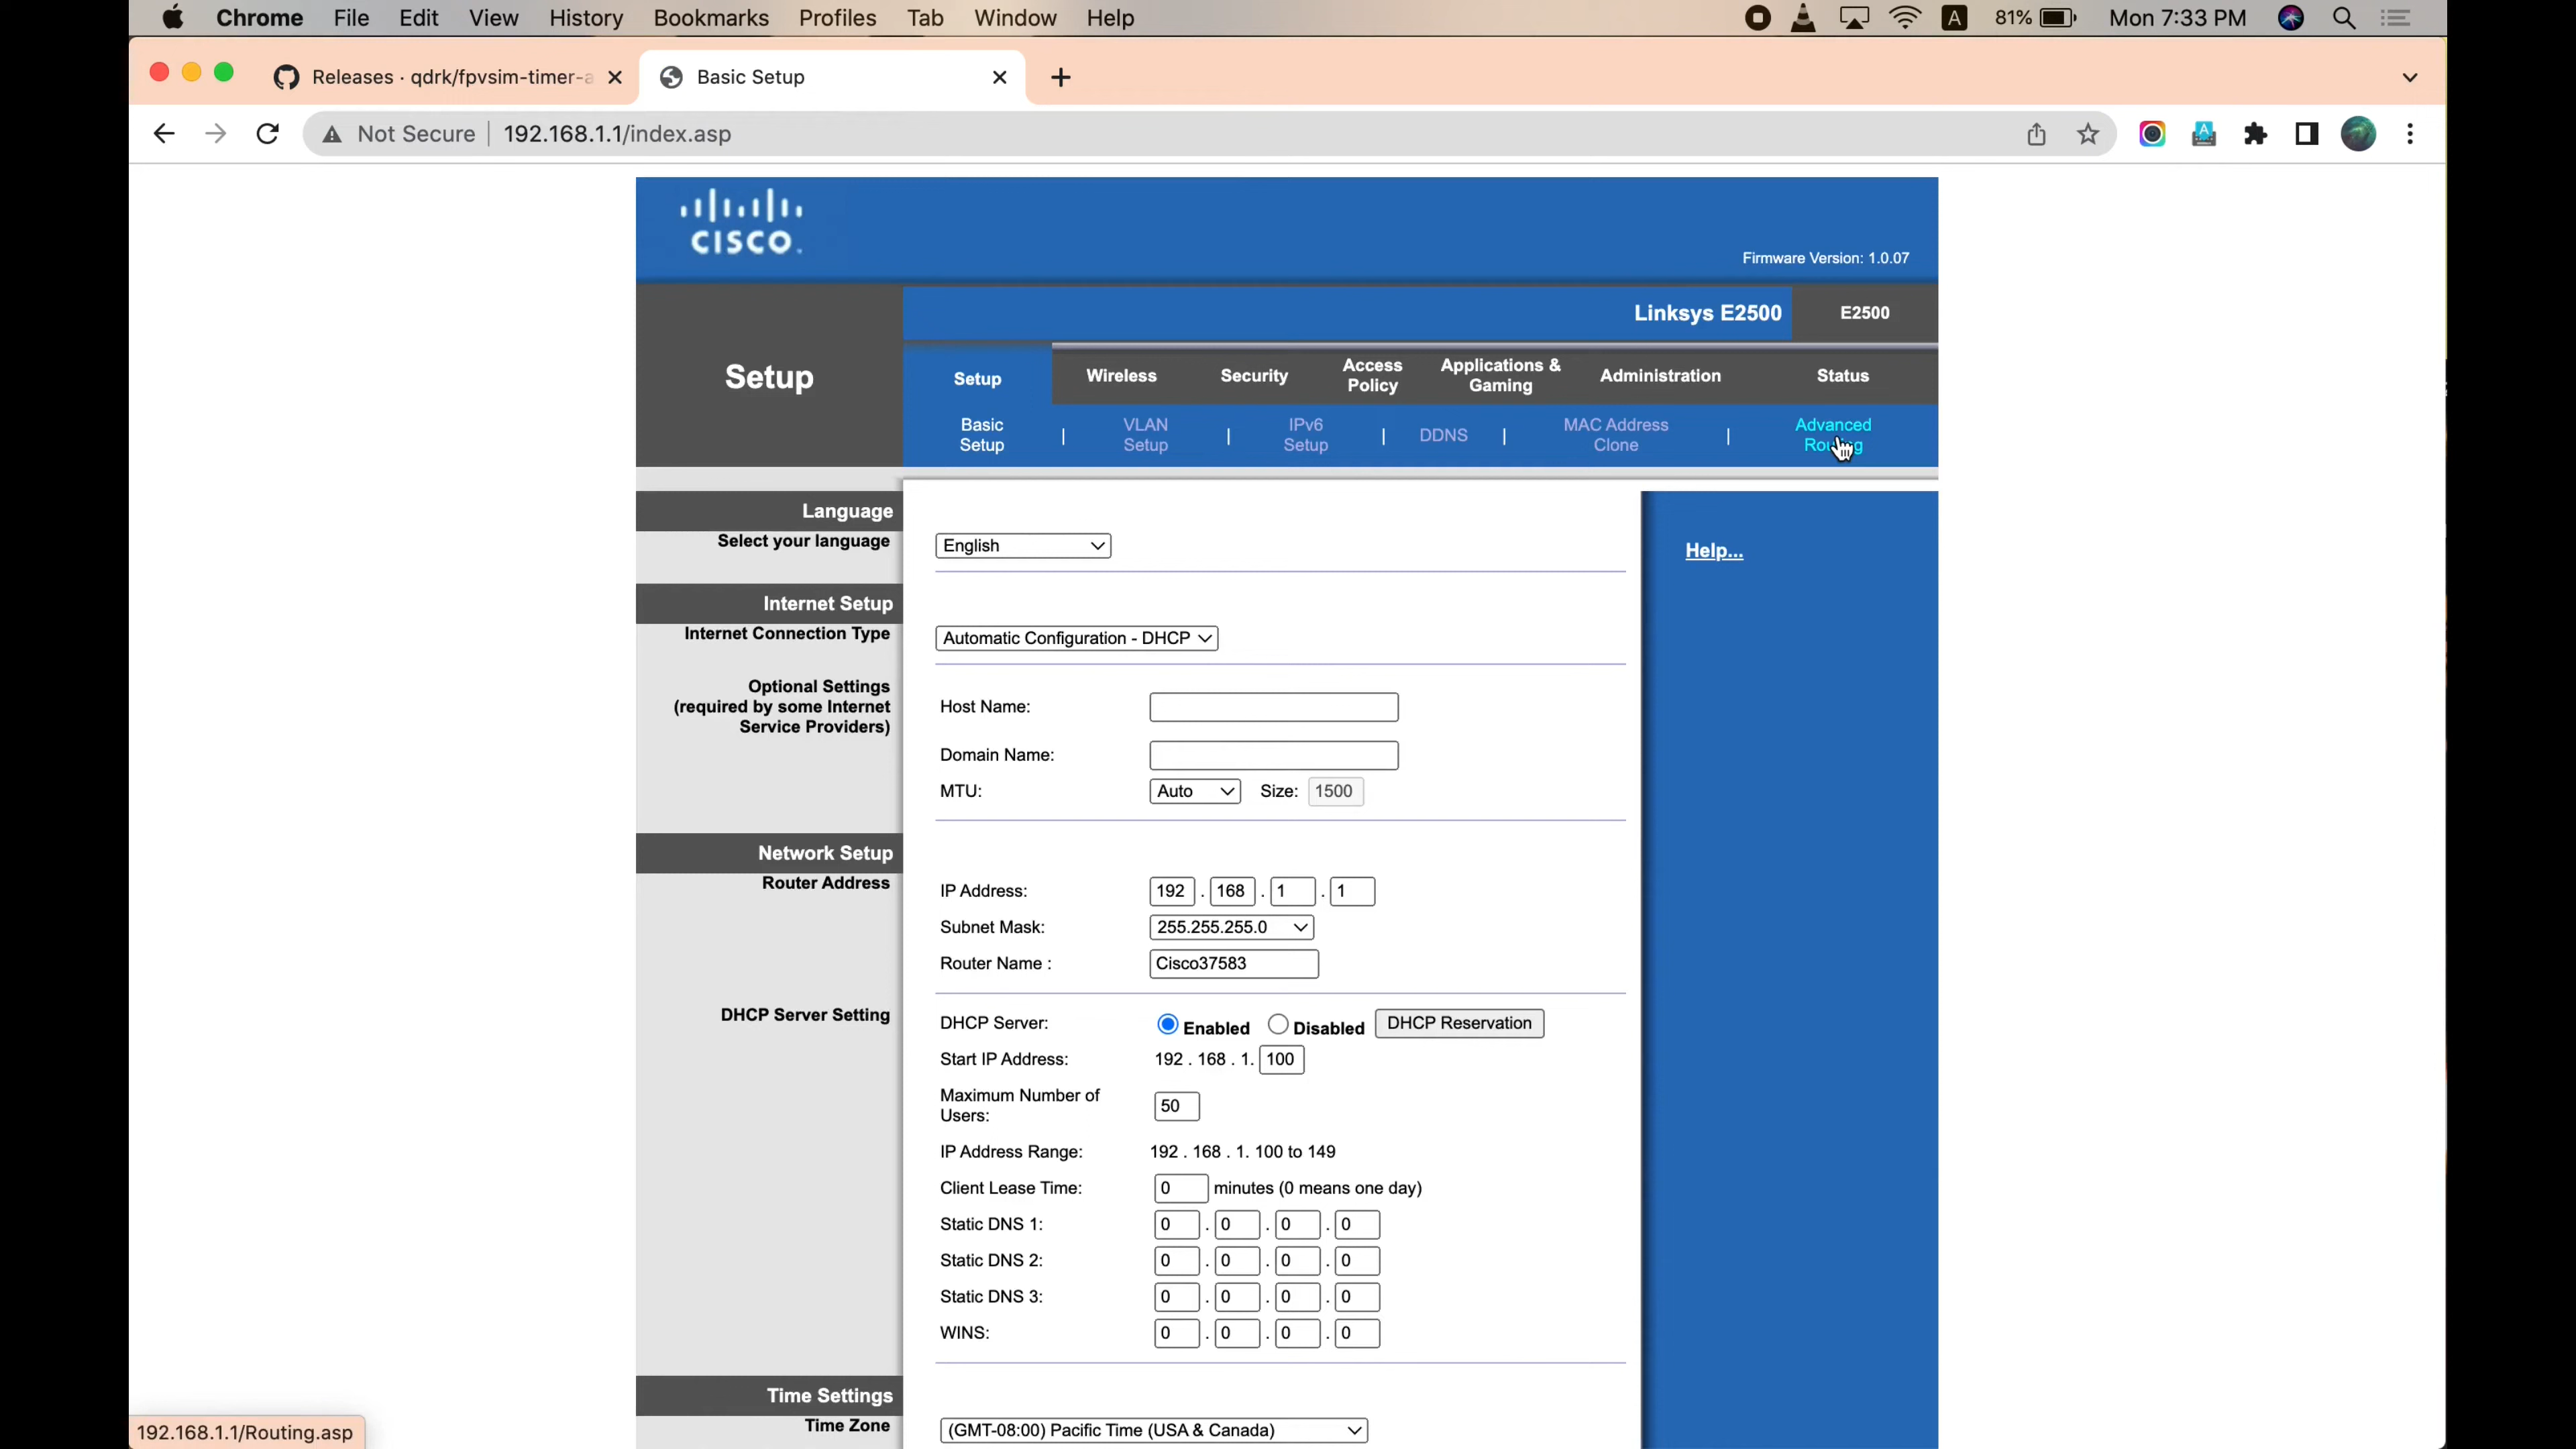 Chrome File Edit View History Bookmarks Profiles Tab Window Help A 81% Mon 7:33 PM
Releases · qdrk/fpvsim-timer-a Basic Setup
Not Secure 192.168.1.1/index.asp
CISCO
Firmware Version: 1.0.07
Linksys E2500 E2500
Setup
Setup Wireless Security Access Policy Applications & Gaming Administration Status
Basic Setup | VLAN Setup | IPv6 Setup | DDNS | MAC Address Clone | Advanced Routing
Language
Select your language English
Help...
Internet Setup
Internet Connection Type Automatic Configuration - DHCP
Optional Settings
(required by some Internet
Service Providers)
Host Name:
Domain Name:
MTU: Auto Size: 1500
Network Setup
Router Address
IP Address: 192 . 168 . 1 . 1
Subnet Mask: 255.255.255.0
Router Name : Cisco37583
DHCP Server Setting
DHCP Server: Enabled Disabled DHCP Reservation
Start IP Address: 192 . 168 . 1. 100
Maximum Number of
Users: 50
IP Address Range: 192 . 168 . 1. 100 to 149
Client Lease Time: 0 minutes (0 means one day)
Static DNS 1: 0 . 0 . 0 . 0
Static DNS 2: 0 . 0 . 0 . 0
Static DNS 3: 0 . 0 . 0 . 0
WINS: 0 . 0 . 0 . 0
Time Settings
Time Zone (GMT-08:00) Pacific Time (USA & Canada)
192.168.1.1/Routing.asp